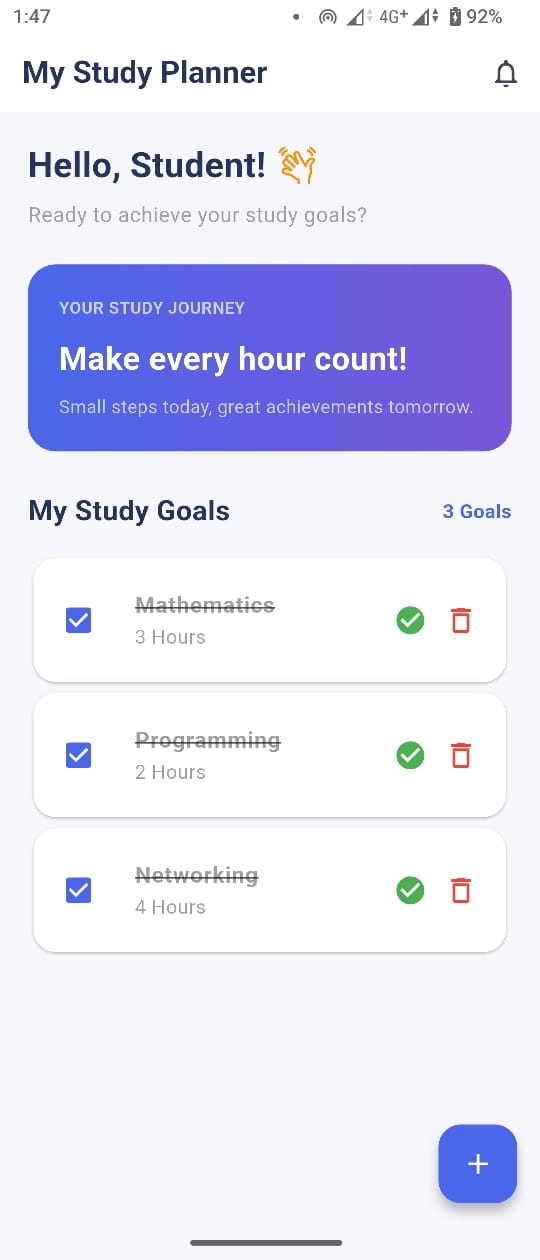 1:47 4G+ 92%
My Study Planner
Hello, Student! 👋
Ready to achieve your study goals?
YOUR STUDY JOURNEY
Make every hour count!
Small steps today, great achievements tomorrow.
My Study Goals 3 Goals
Mathematics
3 Hours
Programming
2 Hours
Networking
4 Hours
+